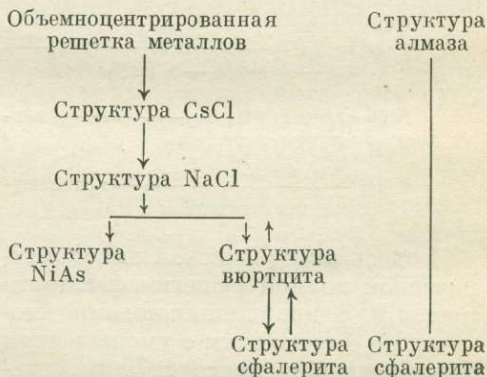 Объемноцентрированная
решетка металлов
Структура
алмаза
Структура CsCl
Структура NaCl
Структура
NiAs
Структура
вюртцита
Структура
сфалерита
Структура
сфалерита